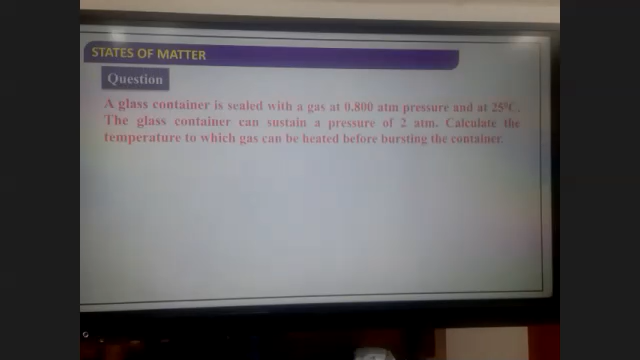 STATES OF MATTER
Question
A glass container is sealed with a gas at 0.800 atm pressure and at 25⁰C.
The glass container can sustain a pressure of 2 atm. Calculate the
temperature to which gas can be heated before bursting the container.